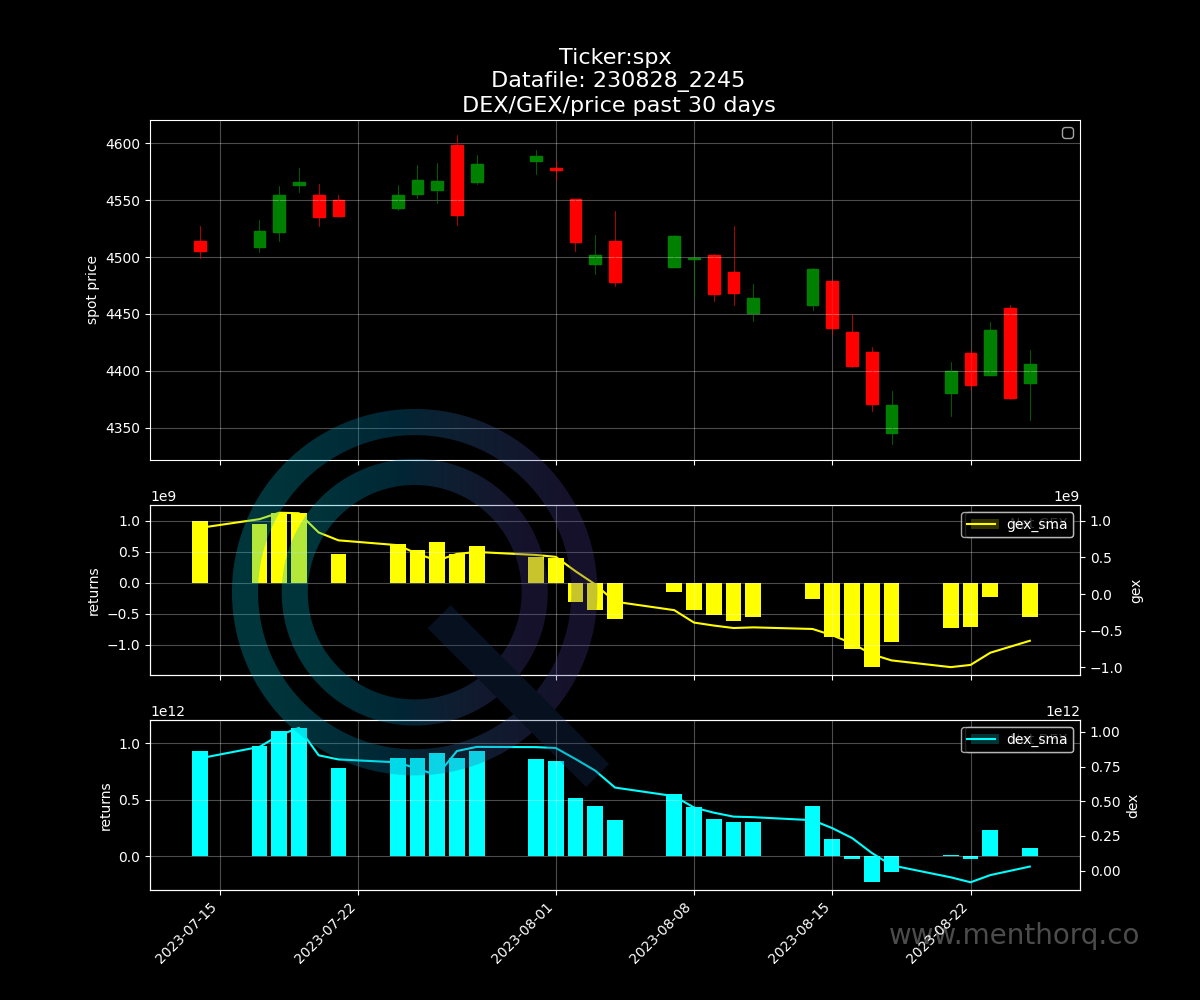 Ticker:spx
Datafile: 230828_2245
DEX/GEX/price past 30 days
4600
4550
4500
4450
4400
4350
spot price
1e9
1e9
1.0
0.5
0.0
−0.5
−1.0
returns
gex_sma
1.0
0.5
0.0
−0.5
−1.0
gex
1e12
1e12
1.0
0.5
0.0
returns
dex_sma
1.00
0.75
0.50
0.25
0.00
dex
2023-07-15
2023-07-22
2023-08-01
2023-08-08
2023-08-15
2023-08-22
www.menthorq.co